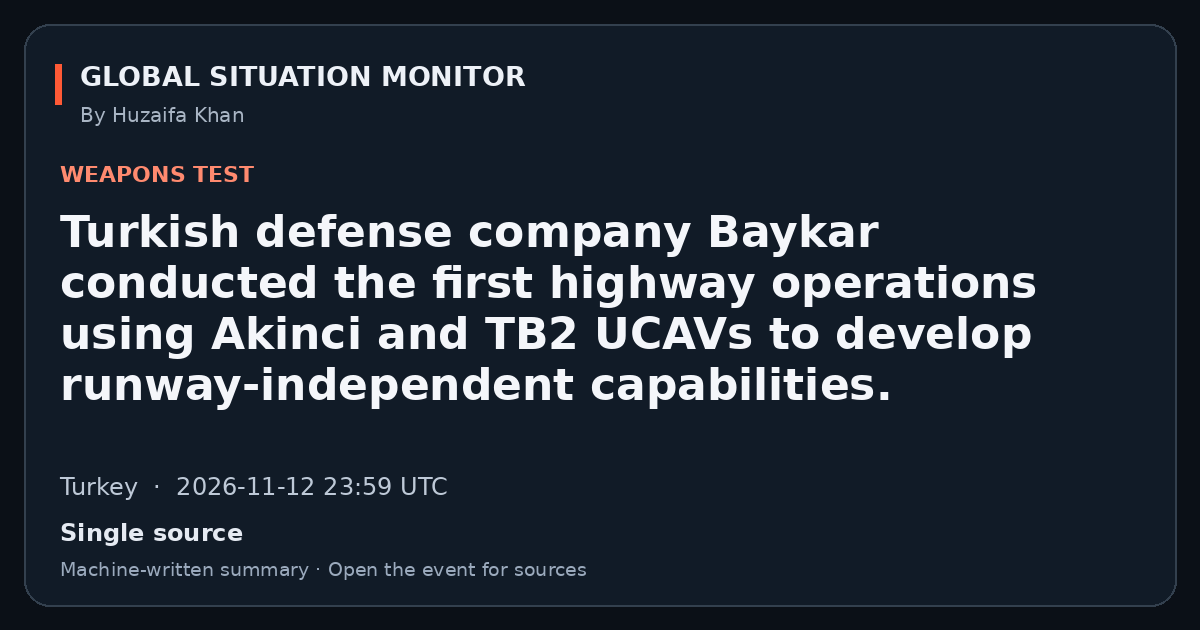 GLOBAL SITUATION MONITOR
By Huzaifa Khan
WEAPONS TEST
Turkish defense company Baykar
conducted the first highway operations
using Akinci and TB2 UCAVs to develop
runway-independent capabilities.
Turkey · 2026-11-12 23:59 UTC
Single source
Machine-written summary · Open the event for sources